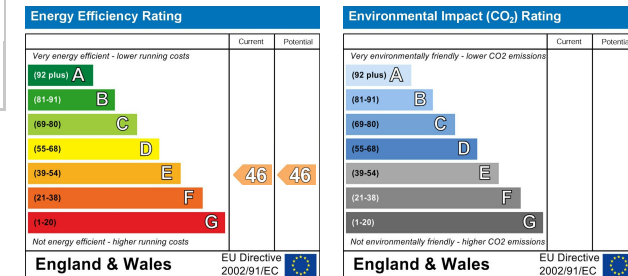 Energy Efficiency Rating
Current Potential
Very energy efficient - lower running costs
(92 plus) A
(81-91) B
(69-80) C
(55-68) D
(39-54) E 46 46
(21-38) F
(1-20) G
Not energy efficient - higher running costs
England & Wales
EU Directive
2002/91/EC
Environmental Impact (CO₂) Rating
Current Potential
Very environmentally friendly - lower CO2 emissions
(92 plus) A
(81-91) B
(69-80) C
(55-68) D
(39-54) E
(21-38) F
(1-20) G
Not environmentally friendly - higher CO2 emissions
England & Wales
EU Directive
2002/91/EC